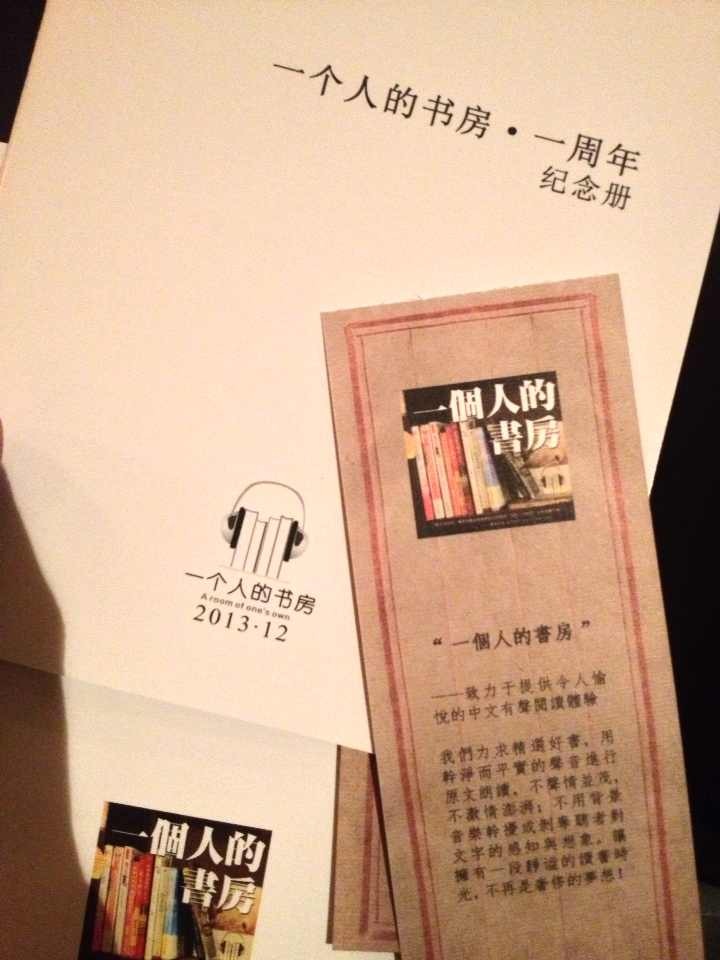 一个人的书房·一周年
纪念册
一个人的书房
A room of one's own
2013·12
一個人的
書房
“一個人的書房”
——致力于提供令人愉
悅的中文有聲閱讀體驗
我們力求精選好書，用
幹淨而平實的聲音進行
原文朗讀，不聲情並茂，
不激情澎湃；不用背景
音樂幹擾或剝奪聽者對
文字的感知與想象。讓
擁有一段靜谧的讀書時
光，不再是奢侈的夢想！
一個人的
書房